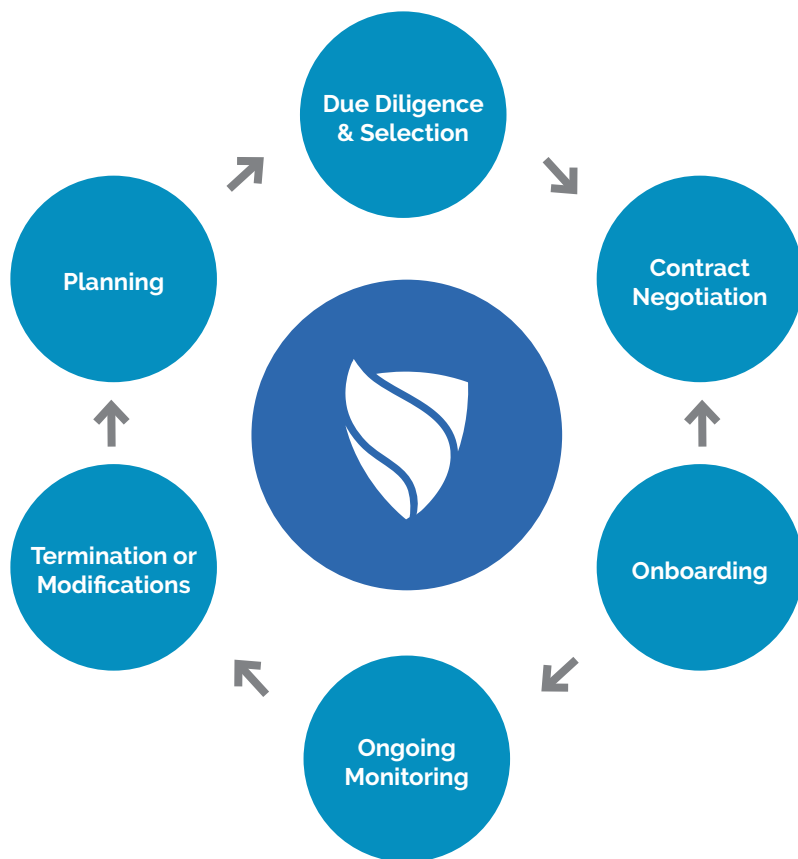 Due Diligence
& Selection
Contract
Negotiation
Onboarding
Ongoing
Monitoring
Termination or
Modifications
Planning